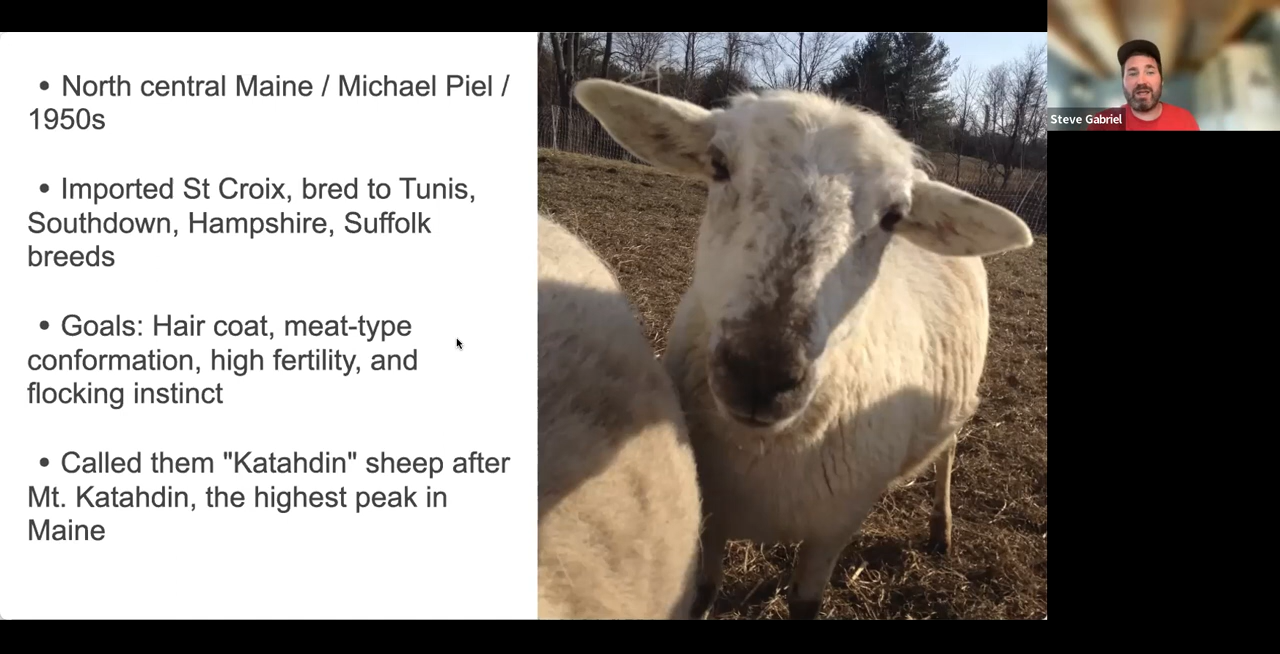 • North central Maine / Michael Piel /
1950s
• Imported St Croix, bred to Tunis,
Southdown, Hampshire, Suffolk
breeds
• Goals: Hair coat, meat-type
conformation, high fertility, and
flocking instinct
• Called them "Katahdin" sheep after
Mt. Katahdin, the highest peak in
Maine
Steve Gabriel